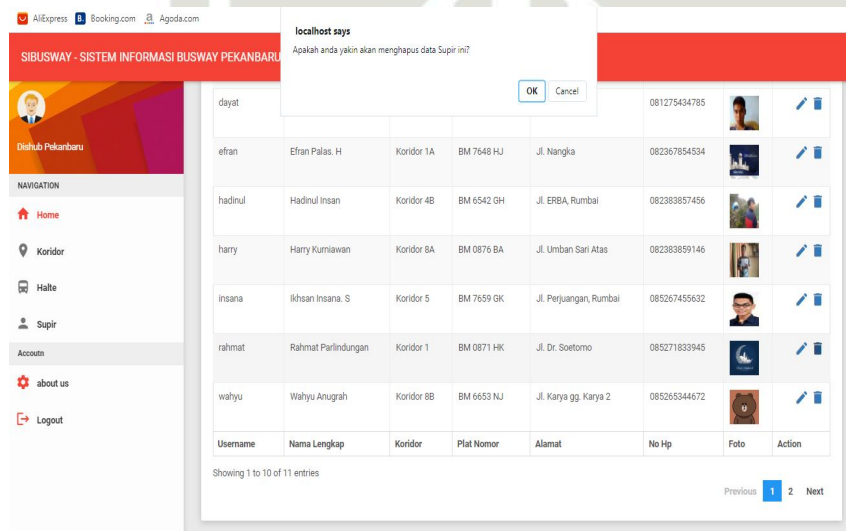 AliExpress B. Booking.com a Agoda.com
localhost says
Apakah anda yakin akan menghapus data Supir ini?
OK Cancel
SIBUSWAY - SISTEM INFORMASI BUSWAY PEKANBARU
Dishub Pekanbaru
NAVIGATION
Home
Koridor
Halte
Supir
Accoutn
about us
Logout
dayat 081275434785
efran Efran Palas. H Koridor 1A BM 7648 HJ Jl. Nangka 082367854534
hadinul Hadinul Insan Koridor 4B BM 6542 GH Jl. ERBA, Rumbai 082383857456
harry Harry Kurniawan Koridor 8A BM 0876 BA Jl. Umban Sari Atas 082383859146
insana Ikhsan Insana. S Koridor 5 BM 7659 GK Jl. Perjuangan, Rumbai 085267455632
rahmat Rahmat Parlindungan Koridor 1 BM 0871 HK Jl. Dr. Soetomo 085271833945
wahyu Wahyu Anugrah Koridor 8B BM 6653 NJ Jl. Karya gg. Karya 2 085265344672
Username Nama Lengkap Koridor Plat Nomor Alamat No Hp Foto Action
Showing 1 to 10 of 11 entries
Previous 1 2 Next